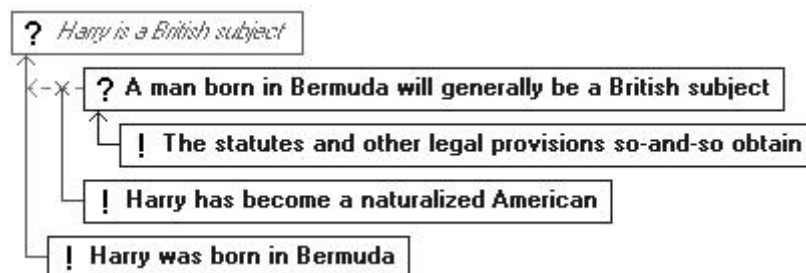 ? Harry is a British subject
? A man born in Bermuda will generally be a British subject
! The statutes and other legal provisions so-and-so obtain
! Harry has become a naturalized American
! Harry was born in Bermuda